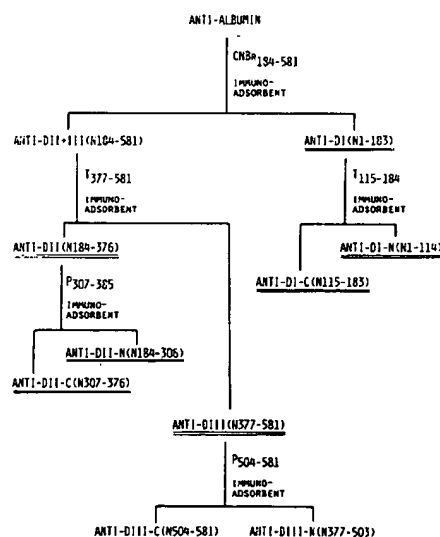 ANTI-ALBUMIN
CNBR184-581
IMMUNO-
ADSORBENT
ANTI-DII+III(N184-581)
ANTI-DI(N1-183)
T377-581
IMMUNO-
ADSORBENT
T115-184
IMMUNO-
ADSORBENT
ANTI-DII(N184-376)
ANTI-DI-N(N1-114)
ANTI-DI-C(N115-183)
P307-385
IMMUNO-
ADSORBENT
ANTI-DII-N(N184-306)
ANTI-DII-C(N307-376)
ANTI-DIII(N377-581)
P504-581
IMMUNO-
ADSORBENT
ANTI-DIII-C(N504-581)
ANTI-DIII-N(N377-503)